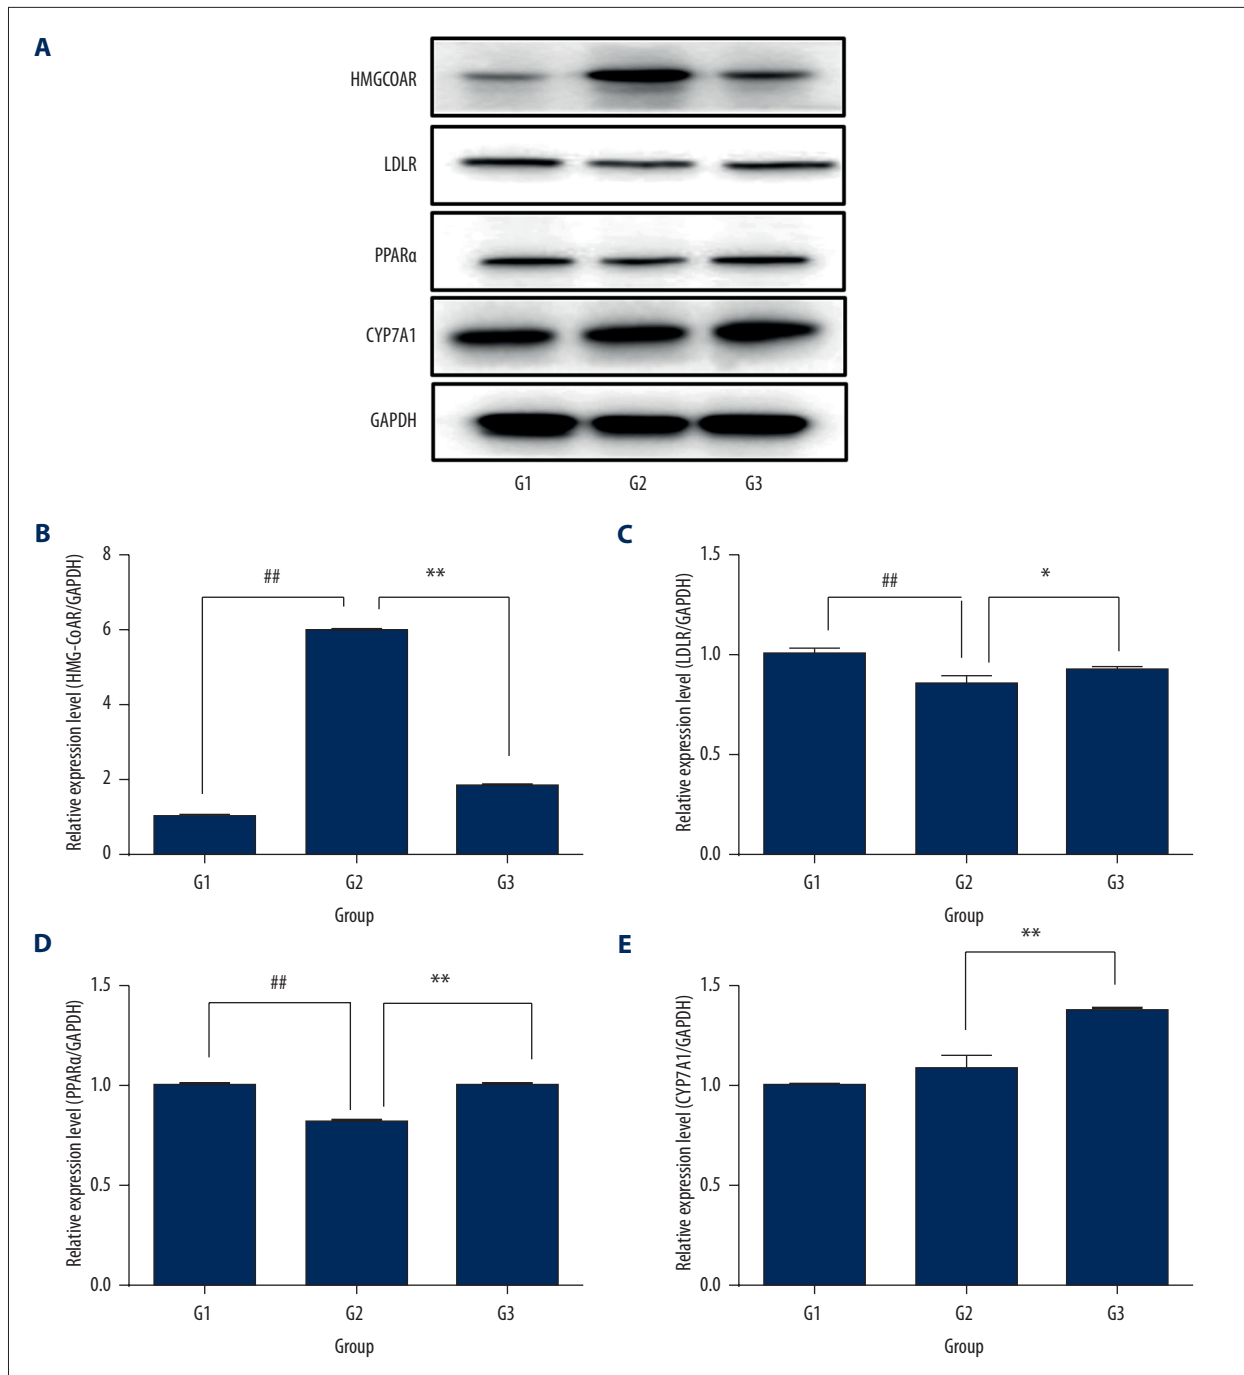 A
HMGCOAR
LDLR
PPARα
CYP7A1
GAPDH
G1 G2 G3
B
Relative expression level (HMG-CoAR/GAPDH)
8
6
4
2
0
## **
G1 G2 G3
Group
C
Relative expression level (LDLR/GAPDH)
1.5
1.0
0.5
0.0
## *
G1 G2 G3
Group
D
Relative expression level (PPARα/GAPDH)
1.5
1.0
0.5
0.0
## **
G1 G2 G3
Group
E
Relative expression level (CYP7A1/GAPDH)
1.5
1.0
0.5
0.0
**
G1 G2 G3
Group